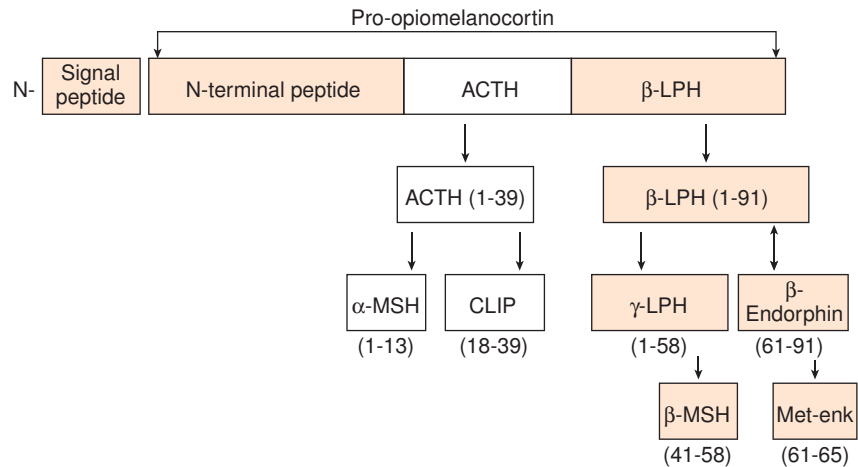 Pro-opiomelanocortin
N-
Signal
peptide
N-terminal peptide
ACTH
β-LPH
ACTH (1-39)
β-LPH (1-91)
α-MSH
CLIP
γ-LPH
β-
Endorphin
(1-13)
(18-39)
(1-58)
(61-91)
β-MSH
Met-enk
(41-58)
(61-65)